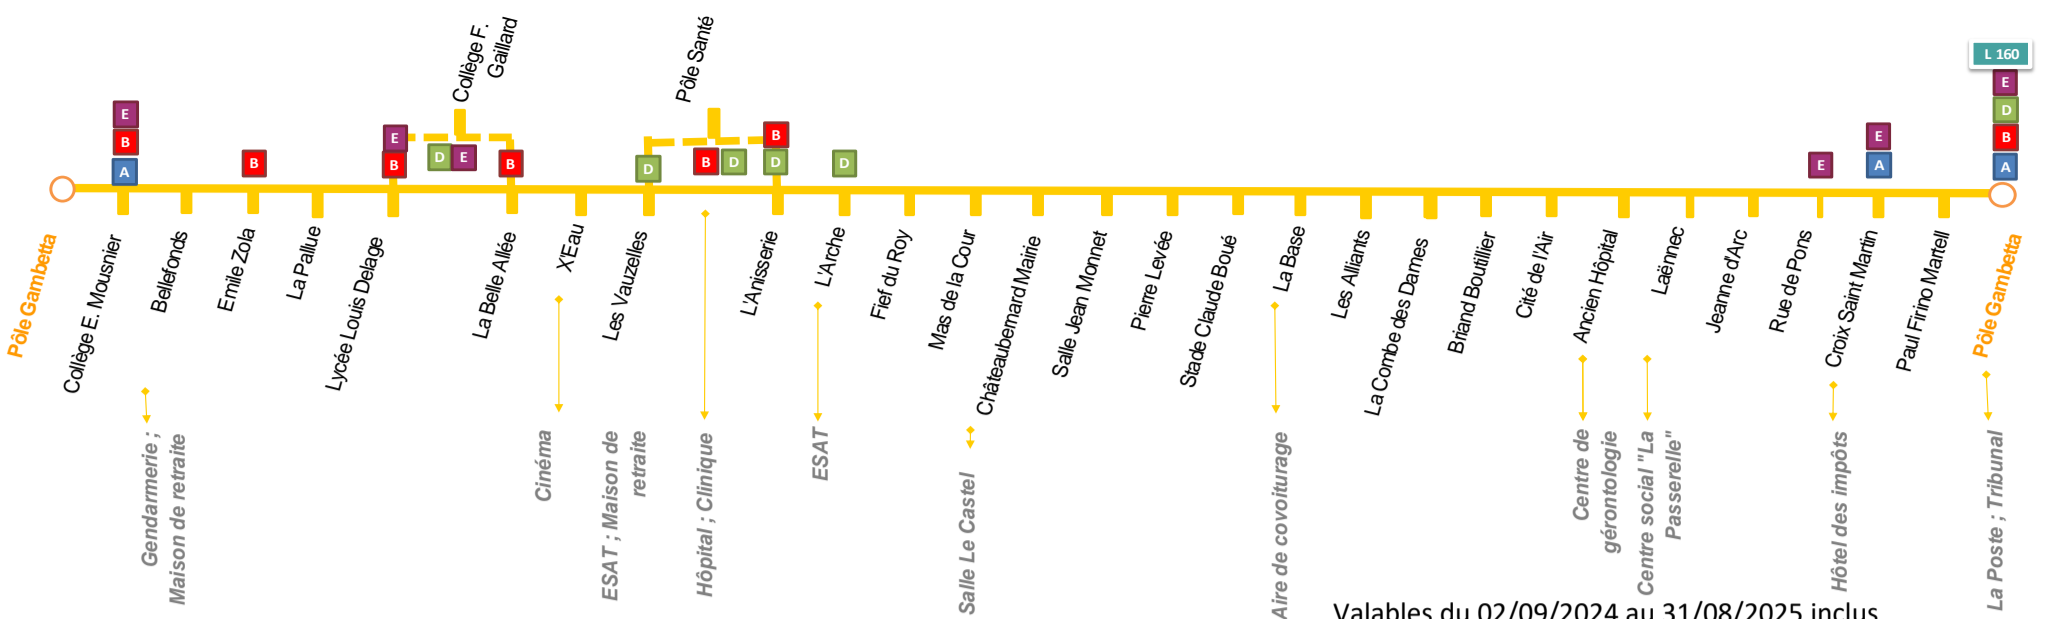 Collège F.
Gaillard
Pôle Santé
L 160
E
E
D
B
B
A
A
B
E
B
D
E
B
D
B
D
B
D
D
E
E
A
Pôle Gambetta
Collège E. Mousnier
Bellefonds
Emile Zola
La Pallue
Lycée Louis Delage
La Belle Allée
X'Eau
Les Vauzelles
L'Anisserie
L'Arche
Fief du Roy
Mas de la Cour
Châteaubernard Mairie
Salle Jean Monnet
Pierre Levée
Stade Claude Boué
La Base
Les Alliants
La Combe des Dames
Briand Boutillier
Cité de l'Air
Ancien Hôpital
Laënnec
Jeanne d'Arc
Rue de Pons
Croix Saint Martin
Paul Firino Martell
Pôle Gambetta
Gendarmerie ;
Maison de retraite
Cinéma
ESAT ; Maison de
retraite
Hôpital ; Clinique
ESAT
Salle Le Castel
Aire de covoiturage
Centre de
gérontologie
Centre social "La
Passerelle"
Hôtel des impôts
La Poste ; Tribunal
Valables du 02/09/2024 au 31/08/2025 inclus